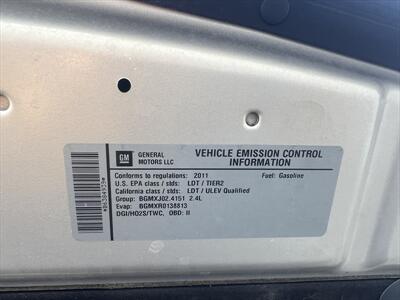 GM
GENERAL MOTORS LLC
VEHICLE EMISSION CONTROL INFORMATION
Conforms to regulations: 2011 Fuel: Gasoline
U.S. EPA class / stds: LDT / TIER2
California class / stds: LDT / ULEV Qualified
Group: BGMXJ02.4151 2.4L
Evap: BGMXR0138813
DGI/HO2S/TWC, OBD: II